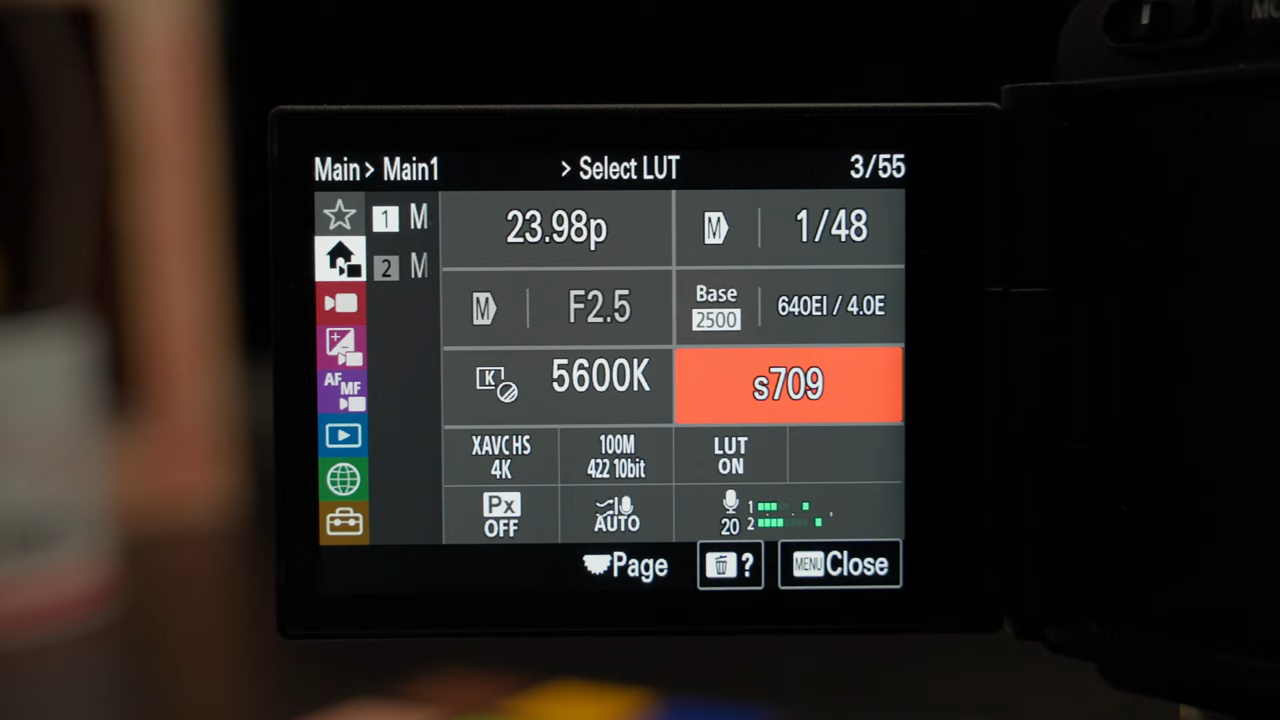 Main> Main1 > Select LUT 3/55
1 M
2 M
23.98p
M 1/48
M F2.5
Base 2500 640EI / 4.0E
K 5600K
s709
XAVC HS 4K
100M 422 10bit
LUT ON
Px OFF
AUTO
20 1 2
AF MF
Page
?
MENU Close